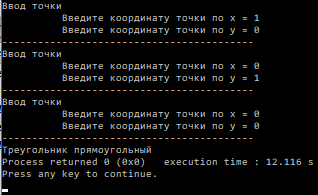 Ввод точки
Введите координату точки по x = 1
Введите координату точки по y = 0
----------------------------------------
Ввод точки
Введите координату точки по x = 0
Введите координату точки по y = 1
----------------------------------------
Ввод точки
Введите координату точки по x = 0
Введите координату точки по y = 0
----------------------------------------
Треугольник прямоугольный
Process returned 0 (0x0)   execution time : 12.116 s
Press any key to continue.